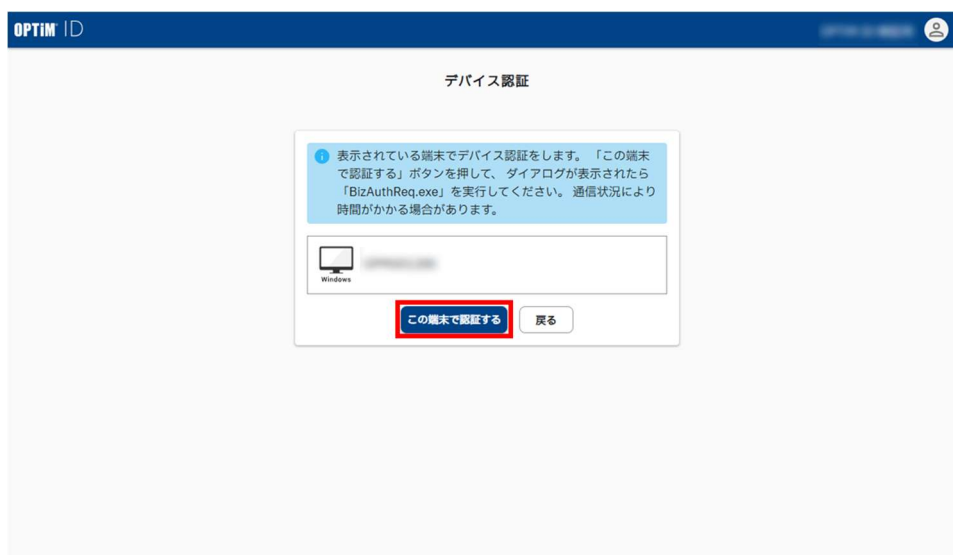 OPTiM ID
デバイス認証
表示されている端末でデバイス認証をします。 「この端末
で認証する」ボタンを押して、 ダイアログが表示されたら
「BizAuthReq.exe」を実行してください。 通信状況により
時間がかかる場合があります。
Windows
この端末で認証する
戻る